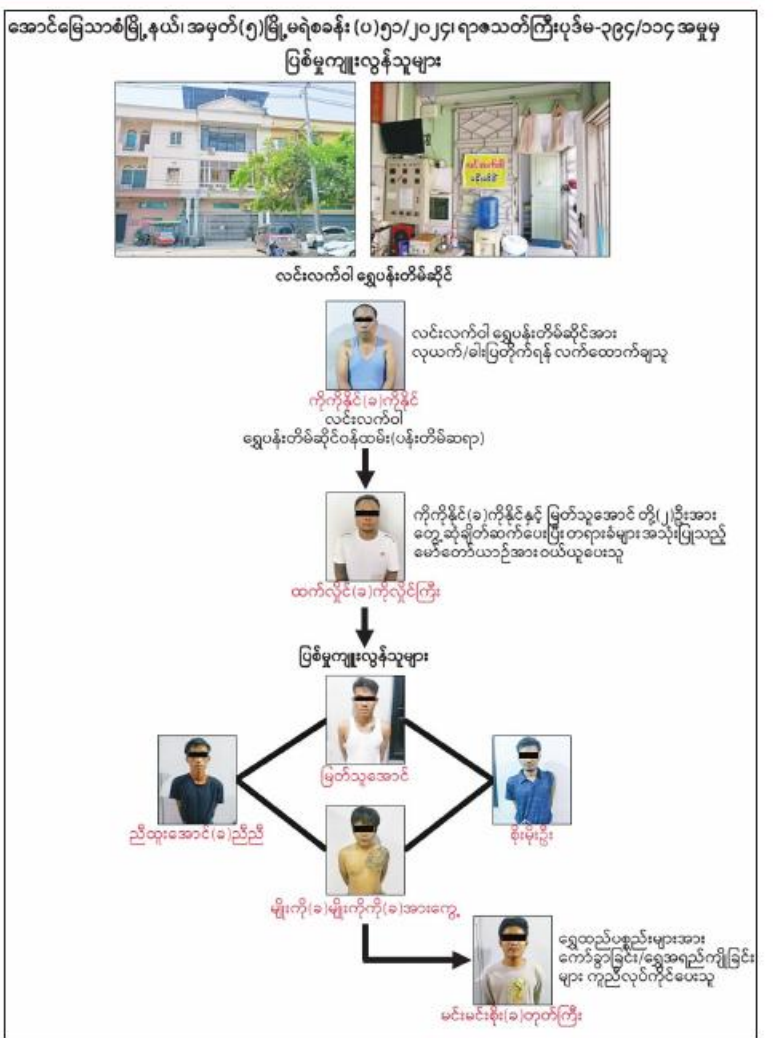 အောင်မြေသာစံမြို့နယ်၊ အမှတ်(၅)မြို့မရဲစခန်း (ပ)၅၁/၂၀၂၄၊ ရာဇသတ်ကြီးပုဒ်မ-၃၉၄/၁၁၄ အမှုမှ
ပြစ်မှုကျူးလွန်သူများ
လင်းလက်ဝါ ရွှေပန်းတိမ်ဆိုင်
လင်းလက်ဝါ ရွှေပန်းတိမ်ဆိုင်အား
လုယက်/ဓါးပြတိုက်ရန် လက်ထောက်ချသူ
ကိုကိုနိုင်(ခ)ကိုနိုင်
လင်းလက်ဝါ
ရွှေပန်းတိမ်ဆိုင်ဝန်ထမ်း(ပန်းတိမ်ဆရာ)
ကိုကိုနိုင်(ခ)ကိုနိုင်နှင့် မြတ်သူအောင် တို့(၂)ဦးအား
တွေ့ဆုံချိတ်ဆက်ပေးပြီး တရားခံများ အသုံးပြုသည့်
မော်တော်ယာဉ်အား ဝယ်ယူပေးသူ
ထက်လှိုင်(ခ)ကိုလှိုင်ကြီး
ပြစ်မှုကျူးလွန်သူများ
မြတ်သူအောင်
ညီထူးအောင်(ခ)ညီညီ
စိုးမိုးဦး
မျိုးကို(ခ)မျိုးကိုကို(ခ)အားကွေ့
ရွှေထည်ပစ္စည်းများအား
ကော်ခွာခြင်း/ရွှေအရည်ကျိုခြင်း
များ ကူညီလုပ်ကိုင်ပေးသူ
မင်းမင်းစိုး(ခ)တုတ်ကြီး